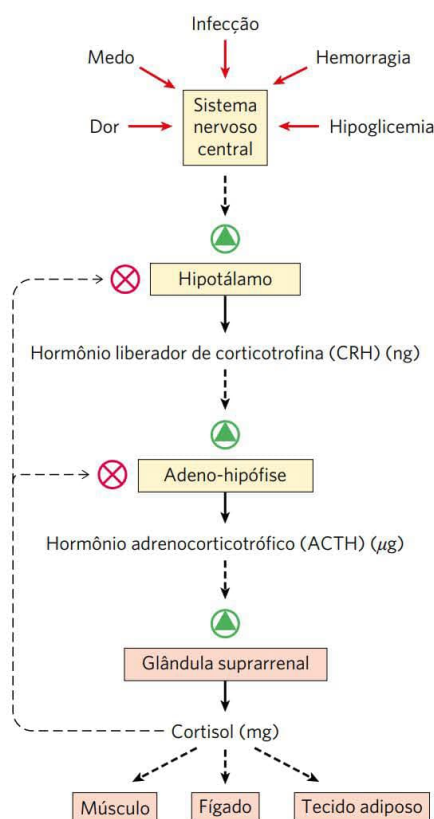 Infecção
Medo
Hemorragia
Sistema
nervoso
central
Dor
Hipoglicemia
Hipotálamo
Hormônio liberador de corticotrofina (CRH) (ng)
Adeno-hipófise
Hormônio adrenocorticotrófico (ACTH) (μg)
Glândula suprarrenal
Cortisol (mg)
Músculo
Fígado
Tecido adiposo